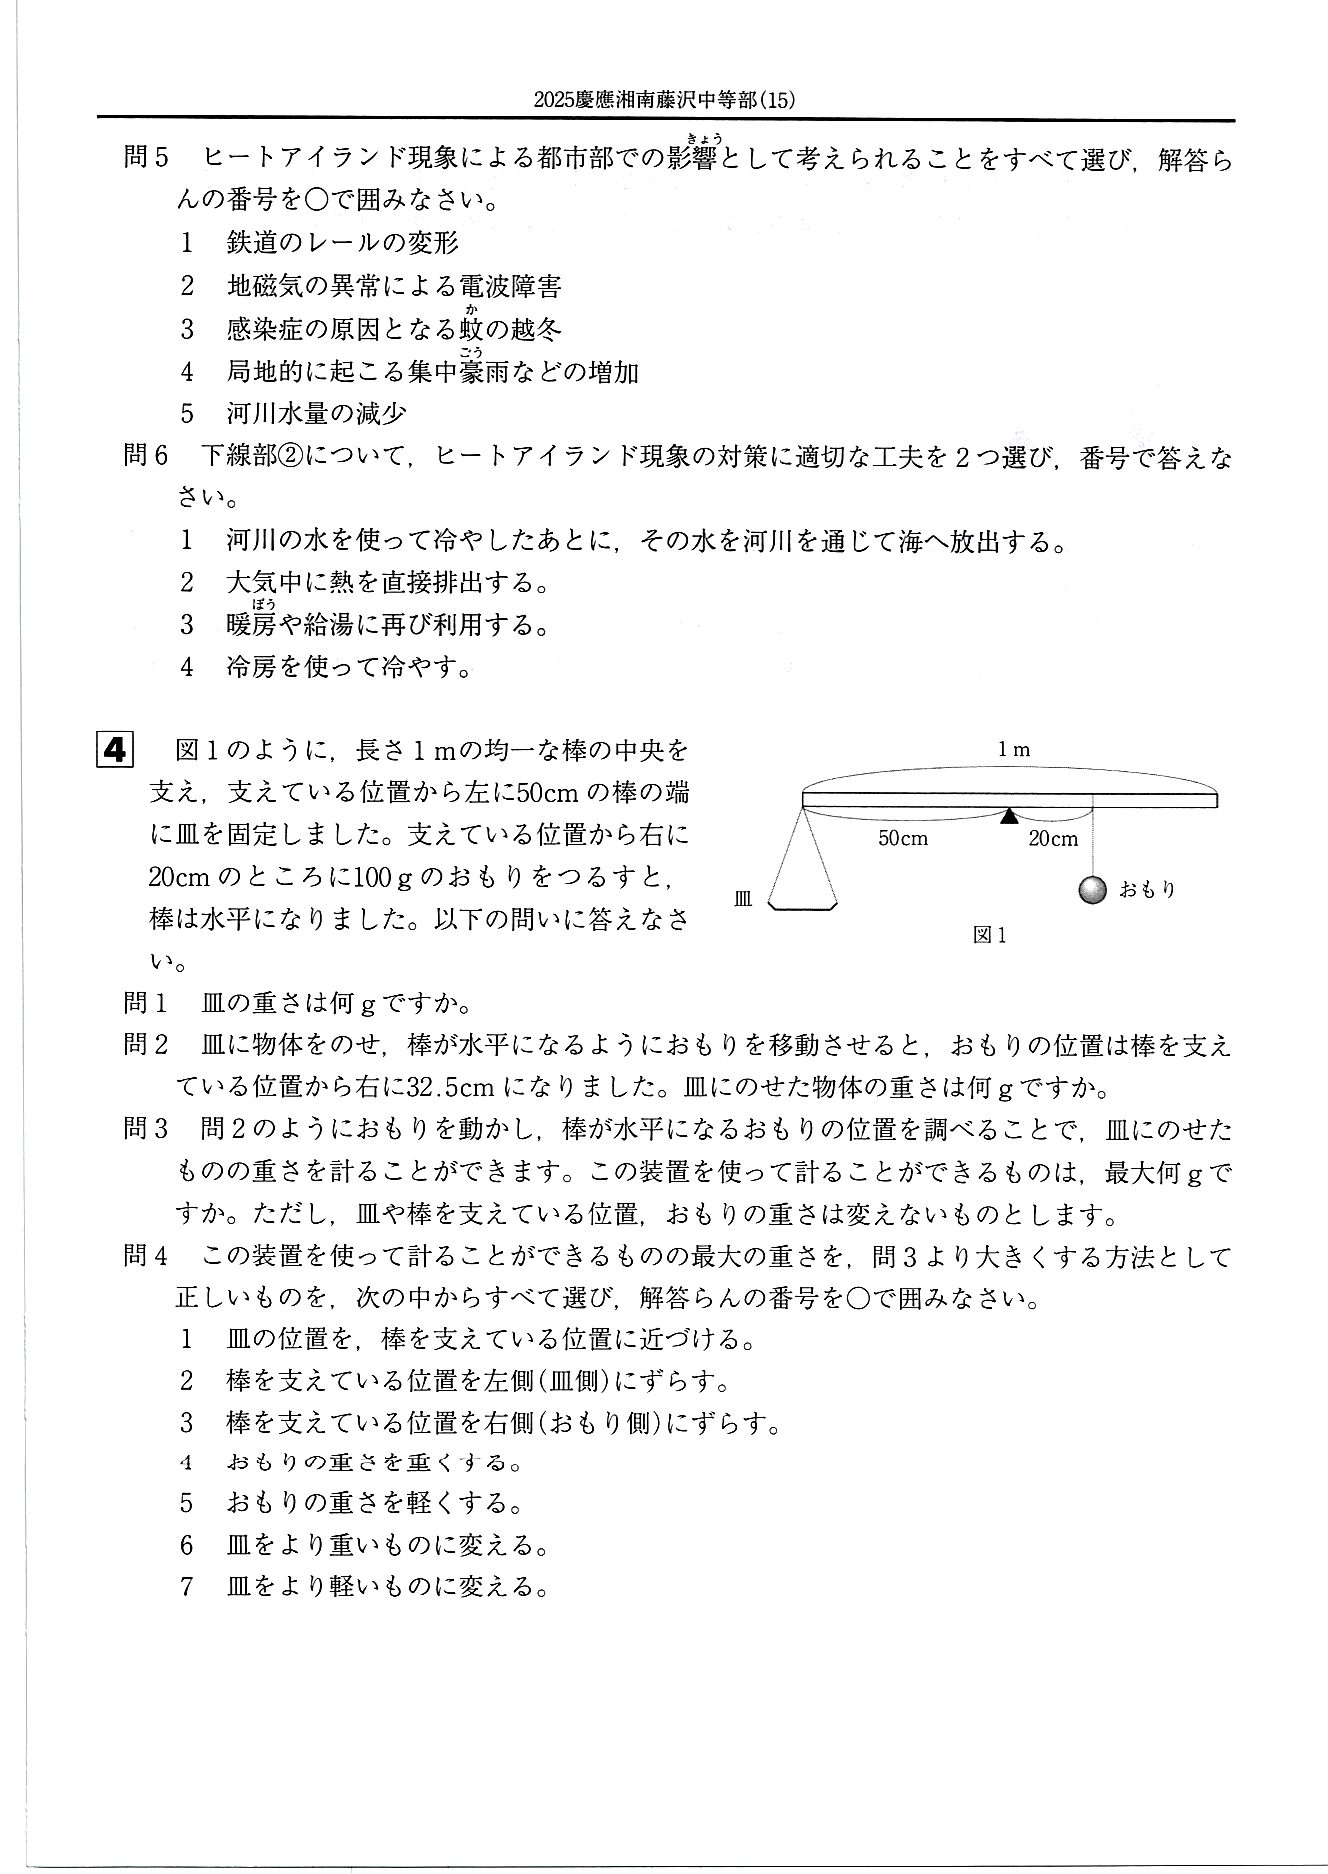 2025慶應湘南藤沢中等部(15)
問5　ヒートアイランド現象による都市部での影響として考えられることをすべて選び，解答ら
きょう
んの番号を○で囲みなさい。
1　鉄道のレールの変形
2　地磁気の異常による電波障害
3　感染症の原因となる蚊の越冬
か
4　局地的に起こる集中豪雨などの増加
ごう
5　河川水量の減少
問6　下線部②について，ヒートアイランド現象の対策に適切な工夫を2つ選び，番号で答えな
さい。
1　河川の水を使って冷やしたあとに，その水を河川を通じて海へ放出する。
2　大気中に熱を直接排出する。
3　暖房や給湯に再び利用する。
ぼう
4　冷房を使って冷やす。
4　図1のように，長さ1mの均一な棒の中央を
支え，支えている位置から左に50cmの棒の端
に皿を固定しました。支えている位置から右に
20cmのところに100gのおもりをつるすと，
棒は水平になりました。以下の問いに答えなさ
い。
1m
50cm
20cm
皿
おもり
図1
問1　皿の重さは何gですか。
問2　皿に物体をのせ，棒が水平になるようにおもりを移動させると，おもりの位置は棒を支え
ている位置から右に32.5cmになりました。皿にのせた物体の重さは何gですか。
問3　問2のようにおもりを動かし，棒が水平になるおもりの位置を調べることで，皿にのせた
ものの重さを計ることができます。この装置を使って計ることができるものは，最大何gで
すか。ただし，皿や棒を支えている位置，おもりの重さは変えないものとします。
問4　この装置を使って計ることができるものの最大の重さを，問3より大きくする方法として
正しいものを，次の中からすべて選び，解答らんの番号を○で囲みなさい。
1　皿の位置を，棒を支えている位置に近づける。
2　棒を支えている位置を左側(皿側)にずらす。
3　棒を支えている位置を右側(おもり側)にずらす。
4　おもりの重さを重くする。
5　おもりの重さを軽くする。
6　皿をより重いものに変える。
7　皿をより軽いものに変える。